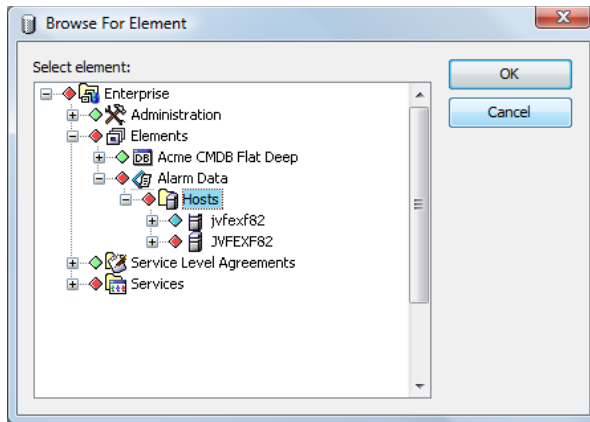 Browse For Element
Select element:
OK
Cancel
Enterprise
Administration
Elements
DB Acme CMDB Flat Deep
Alarm Data
Hosts
jvfexf82
JVFEXF82
Service Level Agreements
Services